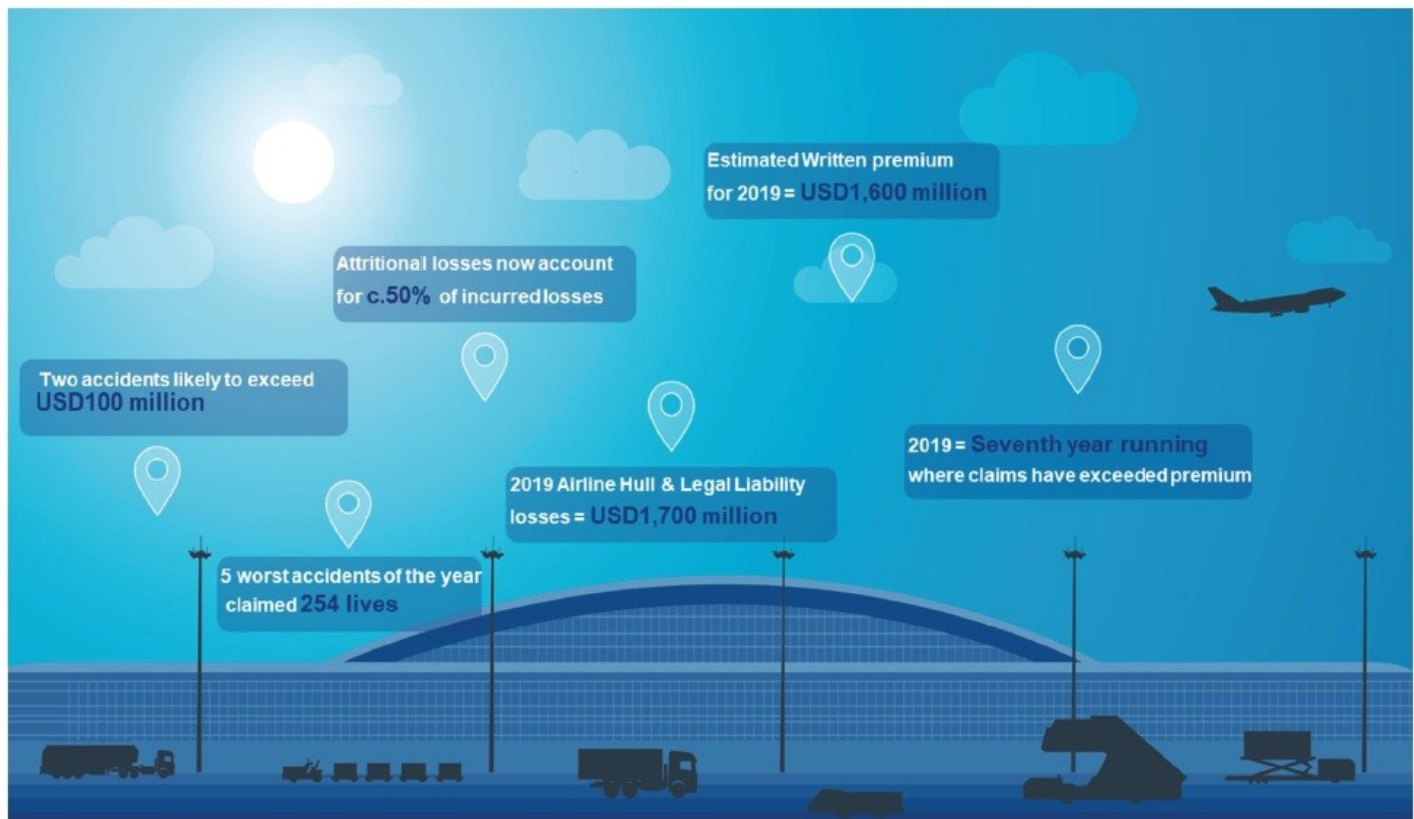 Estimated Written premium
for 2019 = USD1,600 million
Attritional losses now account
for c.50% of incurred losses
Two accidents likely to exceed
USD100 million
2019 = Seventh year running
where claims have exceeded premium
2019 Airline Hull & Legal Liability
losses = USD1,700 million
5 worst accidents of the year
claimed 254 lives